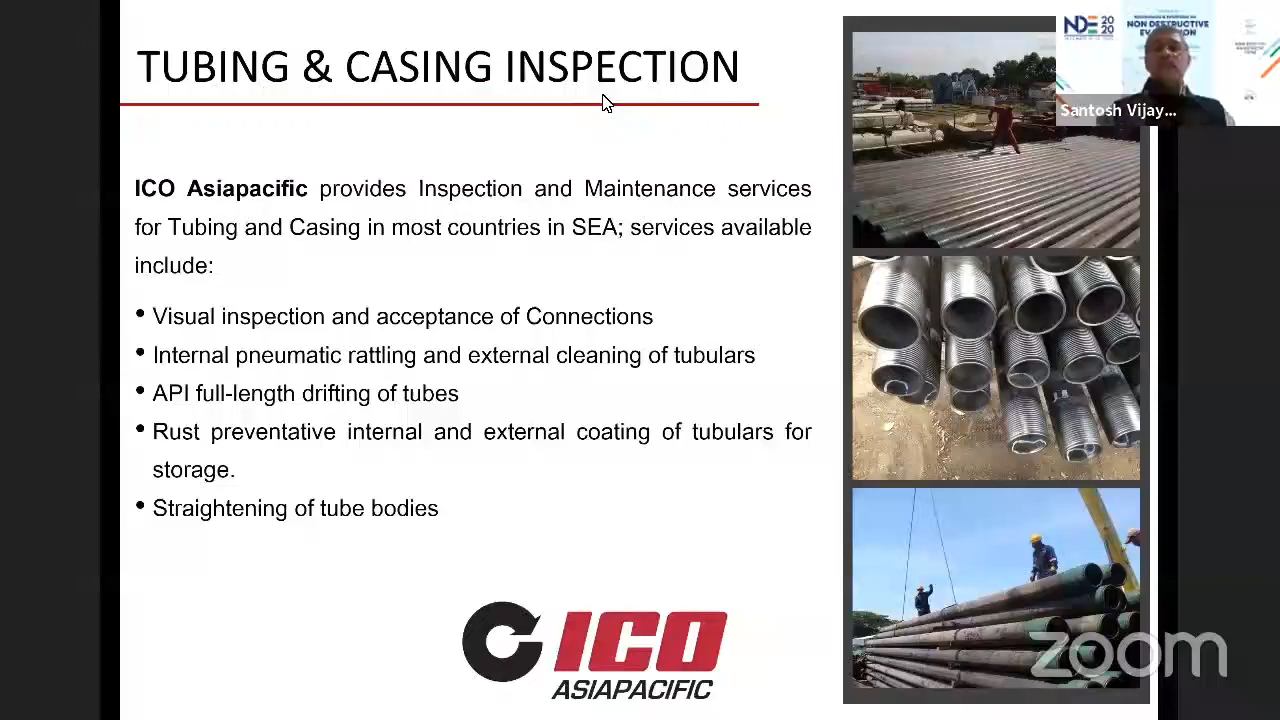 TUBING & CASING INSPECTION
ICO Asiapacific provides Inspection and Maintenance services
for Tubing and Casing in most countries in SEA; services available
include:
• Visual inspection and acceptance of Connections
• Internal pneumatic rattling and external cleaning of tubulars
• API full-length drifting of tubes
• Rust preventative internal and external coating of tubulars for
storage.
• Straightening of tube bodies
ICO
ASIAPACIFIC
NDE 2020
NON DESTRUCTIVE
Santosh Vijay...
zoom